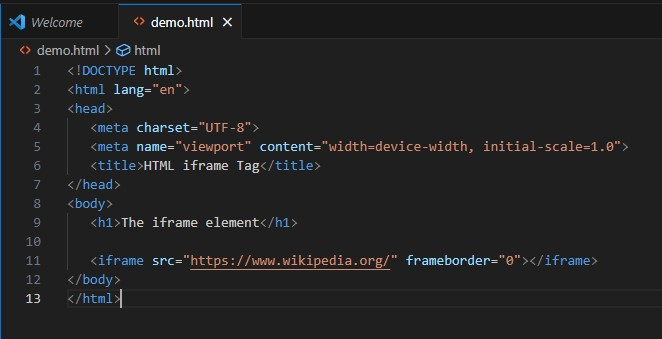 Welcome demo.html
demo.html > html
1 <!DOCTYPE html>
2 <html lang="en">
3 <head>
4 <meta charset="UTF-8">
5 <meta name="viewport" content="width=device-width, initial-scale=1.0">
6 <title>HTML iframe Tag</title>
7 </head>
8 <body>
9 <h1>The iframe element</h1>
10
11 <iframe src="https://www.wikipedia.org/" frameborder="0"></iframe>
12 </body>
13 </html>